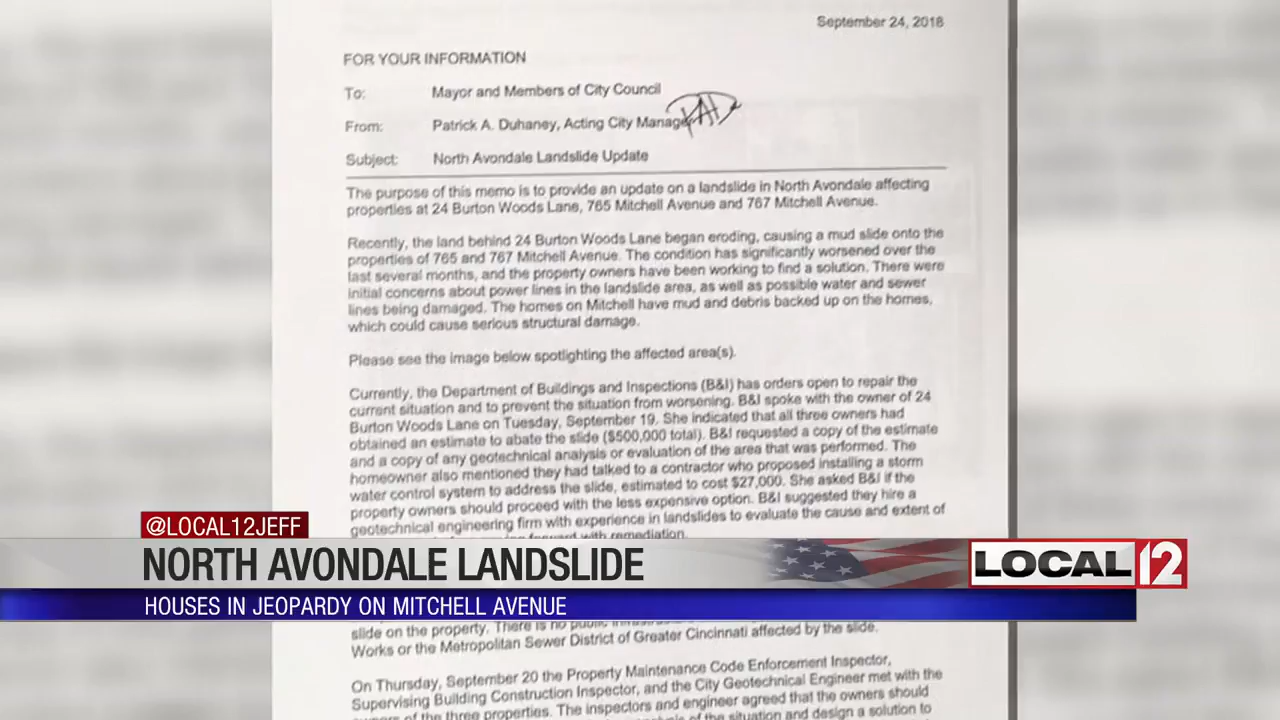 September 24, 2018
FOR YOUR INFORMATION
To: Mayor and Members of City Council
From: Patrick A. Duhaney, Acting City Manager
Subject: North Avondale Landslide Update
The purpose of this memo is to provide an update on a landslide in North Avondale affecting
properties at 24 Burton Woods Lane, 765 Mitchell Avenue and 767 Mitchell Avenue.
Recently, the land behind 24 Burton Woods Lane began eroding, causing a mud slide onto the
properties of 765 and 767 Mitchell Avenue. The condition has significantly worsened over the
last several months, and the property owners have been working to find a solution. There were
initial concerns about power lines in the landslide area, as well as possible water and sewer
lines being damaged. The homes on Mitchell have mud and debris backed up on the homes,
which could cause serious structural damage.
Please see the image below spotlighting the affected area(s).
Currently, the Department of Buildings and Inspections (B&I) has orders open to repair the
current situation and to prevent the situation from worsening. B&I spoke with the owner of 24
Burton Woods Lane on Tuesday, September 19. She indicated that all three owners had
obtained an estimate to abate the slide ($500,000 total). B&I requested a copy of the estimate
and a copy of any geotechnical analysis or evaluation of the area that was performed. The
homeowner also mentioned they had talked to a contractor who proposed installing a storm
water control system to address the slide, estimated to cost $27,000. She asked B&I if the
property owners should proceed with the less expensive option. B&I suggested they hire a
geotechnical engineering firm with experience in landslides to evaluate the cause and extent of
forward with remediation.
@LOCAL12JEFF
NORTH AVONDALE LANDSLIDE
LOCAL 12
HOUSES IN JEOPARDY ON MITCHELL AVENUE
slide on the property. There is no public
Works or the Metropolitan Sewer District of Greater Cincinnati affected by the slide.
On Thursday, September 20 the Property Maintenance Code Enforcement Inspector,
Supervising Building Construction Inspector, and the City Geotechnical Engineer met with the
owners of the three properties. The inspectors and engineer agreed that the owners should
of the situation and design a solution to